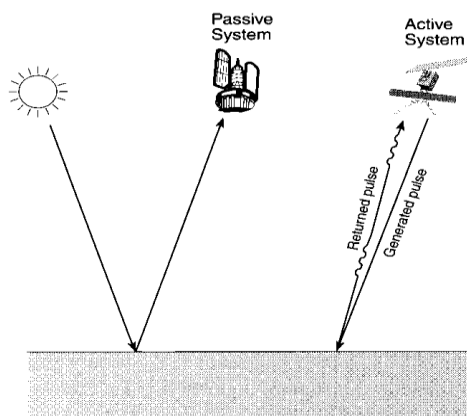 Passive
System
Active
System
Returned pulse
Generated pulse